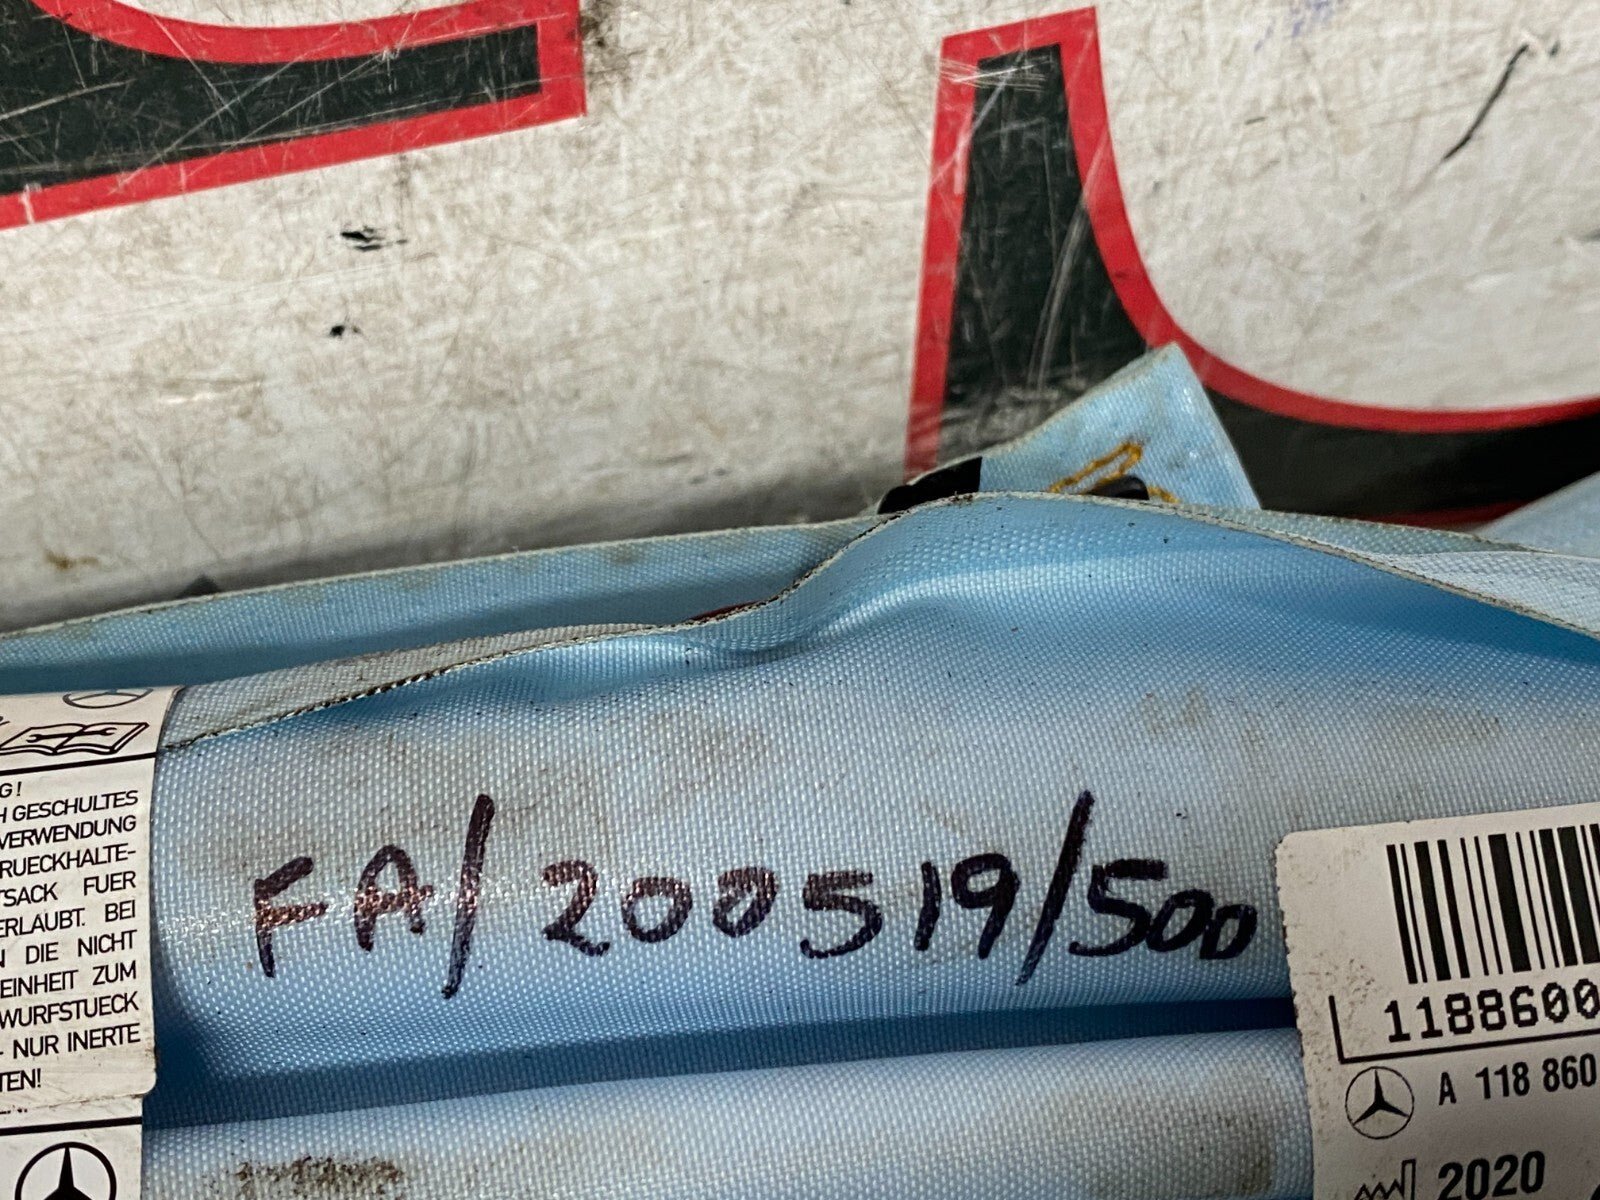 G!
H GESCHULTES
VERWENDUNG
RUECKHALTE-
TSACK FUER
ERLAUBT. BEI
N DIE NICHT
EINHEIT ZUM
WURFSTUECK
- NUR INERTE
TEN!
FA/200519/500
1188600
A 118 860
2020